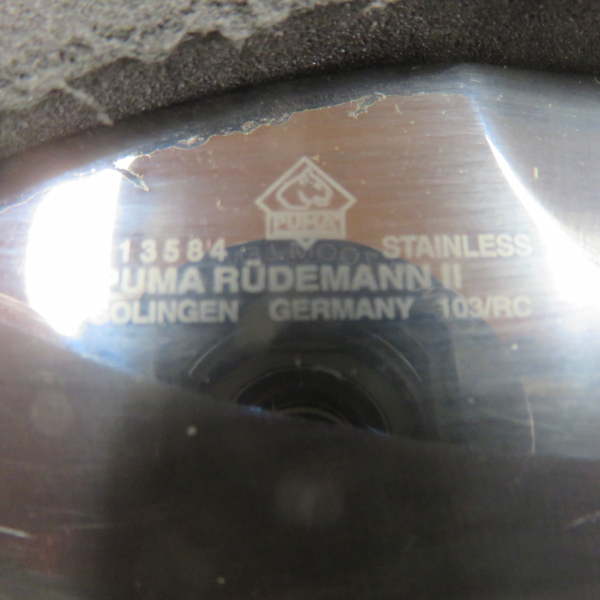 PUMA
13584 STAINLESS
PUMA RÜDEMANN II
SOLINGEN GERMANY 103/RC